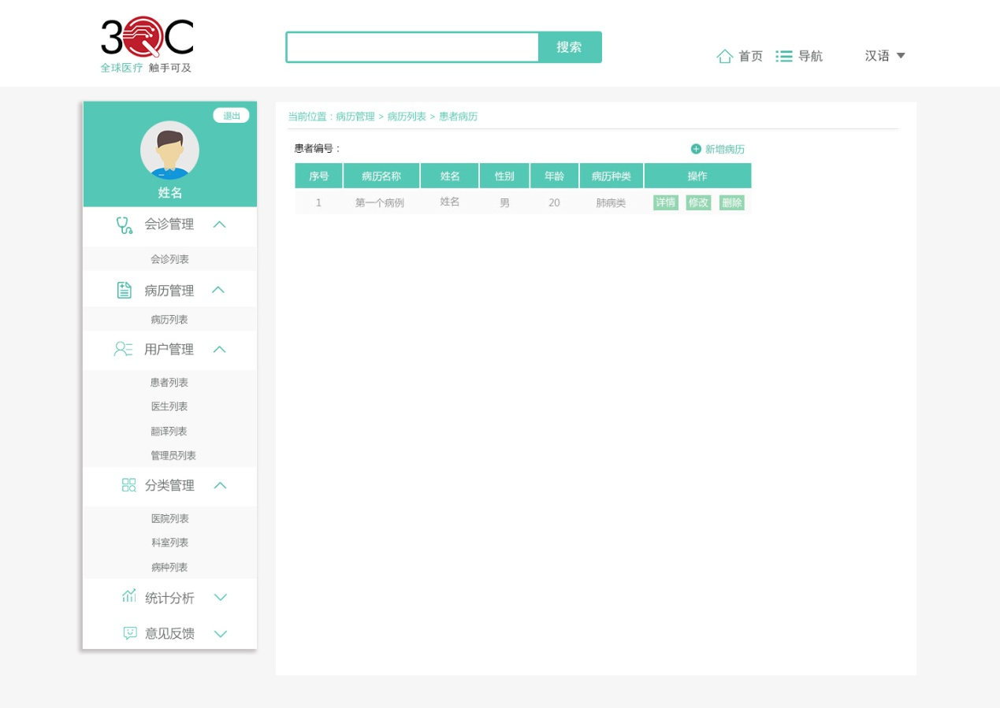 3QC
全球医疗 触手可及
搜索
首页 导航 汉语
退出
姓名
会诊管理
会诊列表
病历管理
病历列表
用户管理
患者列表
医生列表
翻译列表
管理员列表
分类管理
医院列表
科室列表
病种列表
统计分析
意见反馈
当前位置：病历管理 > 病历列表 > 患者病历
患者编号： 新增病历
序号 病历名称 姓名 性别 年龄 病历种类 操作
1 第一个病例 姓名 男 20 肺病类 详情 修改 删除